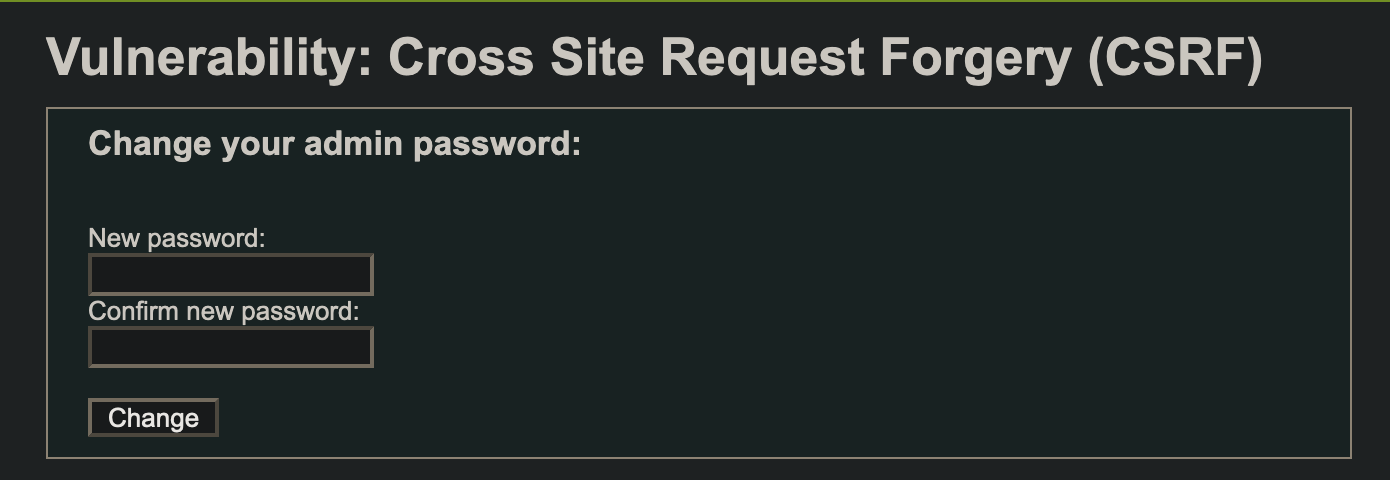 Vulnerability: Cross Site Request Forgery (CSRF)
Change your admin password:
New password:
Confirm new password:
Change